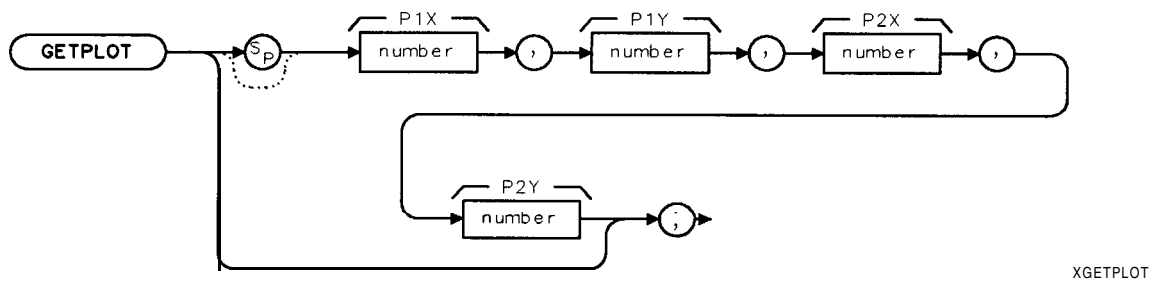 P1X P1Y P2X
GETPLOT SP number , number , number ,
P2Y
number ;
XGETPLOT